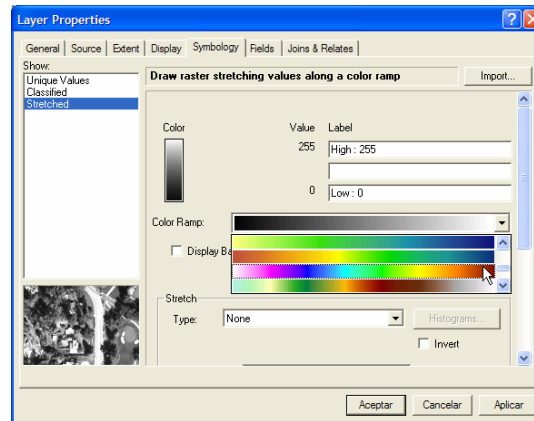 Layer Properties
General Source Extent Display Symbology Fields Joins & Relates
Show:
Unique Values
Classified
Stretched
Draw raster stretching values along a color ramp
Import...
Color Value Label
255 High : 255
0 Low : 0
Color Ramp:
Display Ba
Stretch
Type: None Histograms...
Invert
Aceptar Cancelar Aplicar